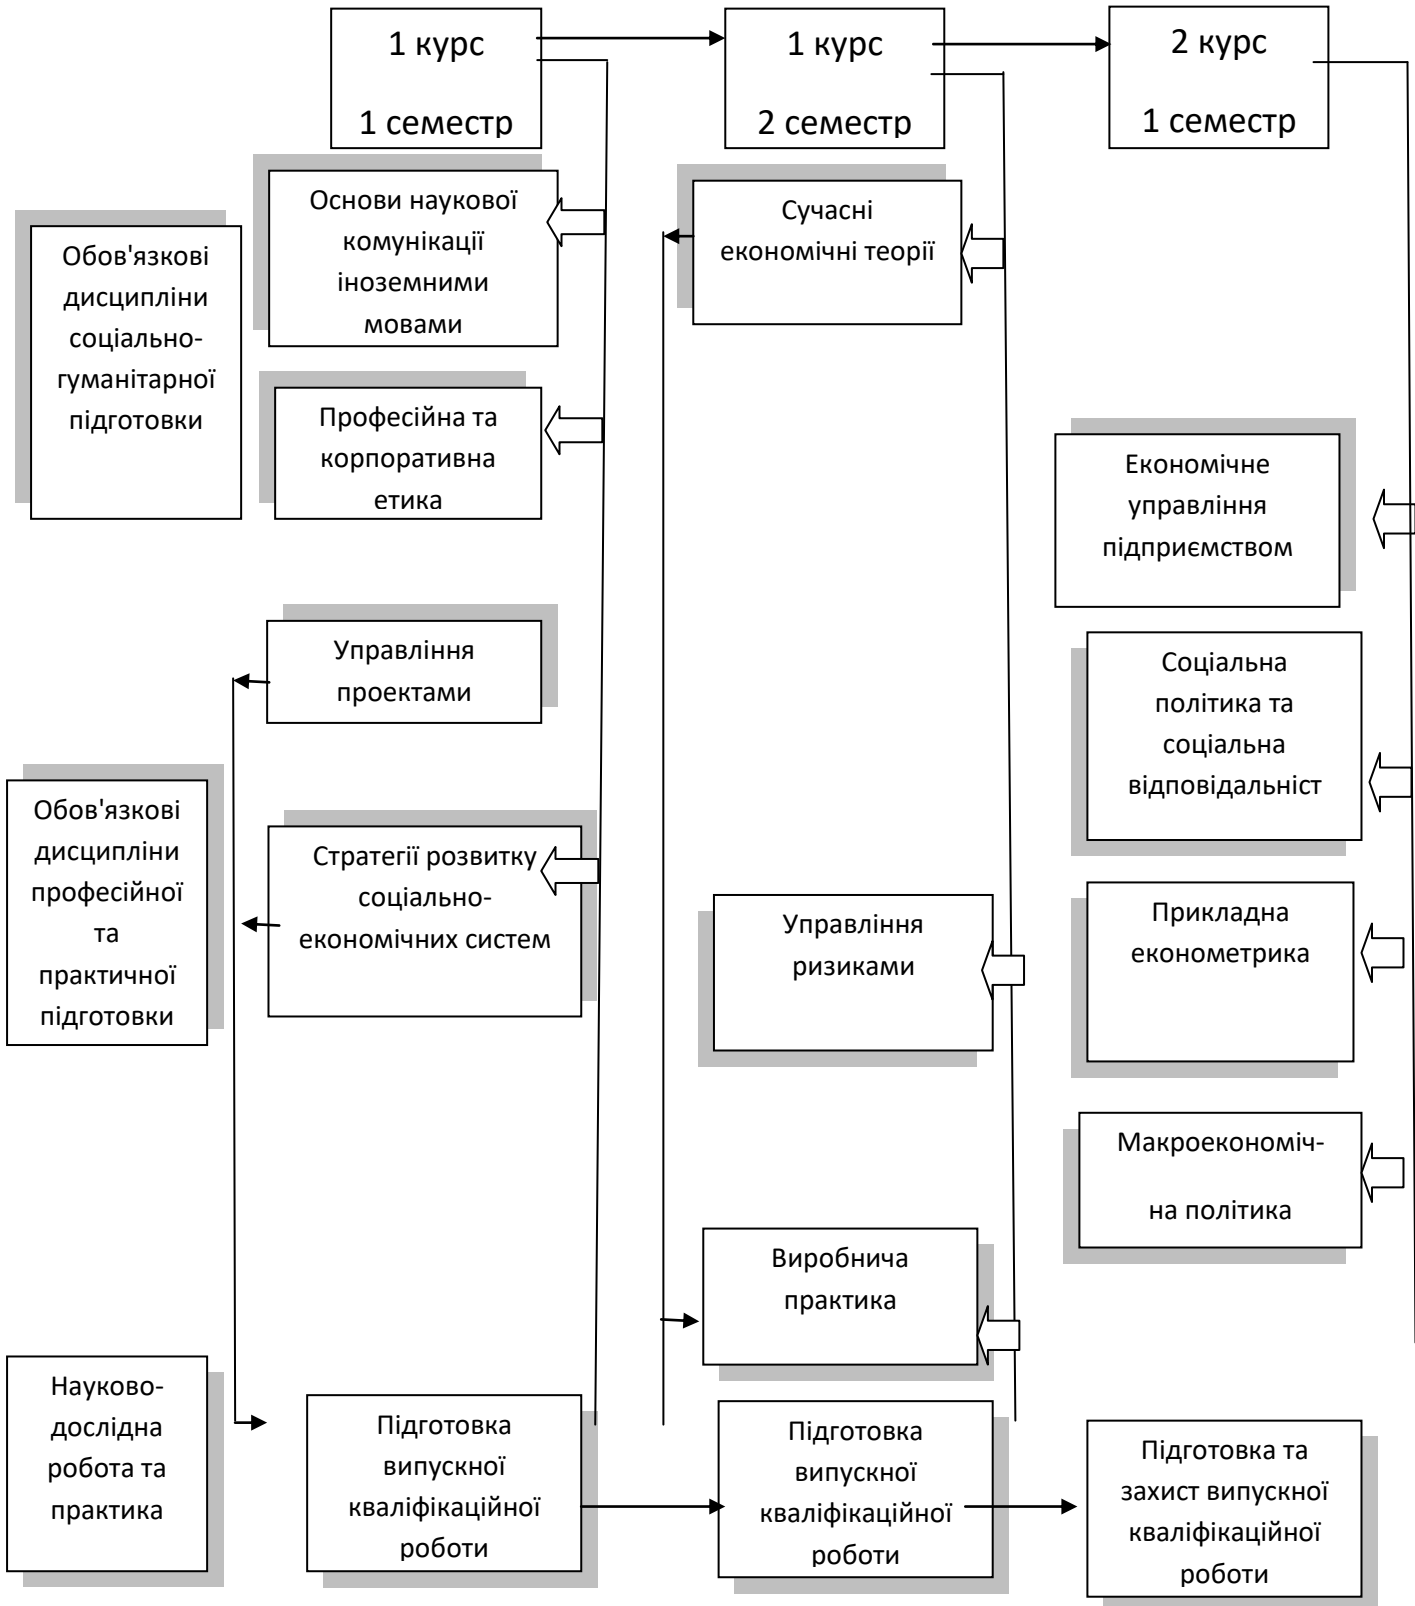 1 курс
1 семестр
1 курс
2 семестр
2 курс
1 семестр
Обов'язкові
дисципліни
соціально-
гуманітарної
підготовки
Основи наукової
комунікації
іноземними
мовами
Професійна та
корпоративна
етика
Сучасні
економічні теорії
Економічне
управління
підприємством
Управління
проектами
Соціальна
політика та
соціальна
відповідальніст
Обов'язкові
дисципліни
професійної
та
практичної
підготовки
Стратегії розвитку
соціально-
економічних систем
Управління
ризиками
Прикладна
економетрика
Макроекономіч-
на політика
Виробнича
практика
Науково-
дослідна
робота та
практика
Підготовка
випускної
кваліфікаційної
роботи
Підготовка
випускної
кваліфікаційної
роботи
Підготовка та
захист випускної
кваліфікаційної
роботи